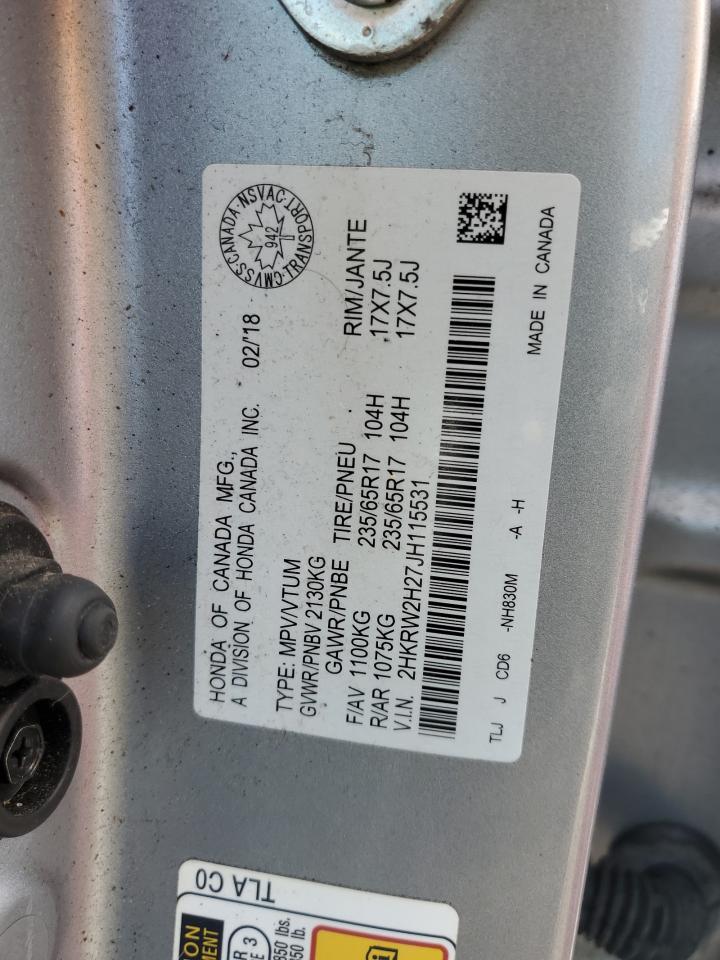 HONDA OF CANADA MFG.,
A DIVISION OF HONDA CANADA INC. 02/'18
CMVSS·CANADA·NSVAC·TRANSPORT
942
TYPE: MPV/VTUM
GVWR/PNBV 2130KG
GAWR/PNBE TIRE/PNEU RIM/JANTE
F/AV 1100KG 235/65R17 104H 17X7.5J
R/AR 1075KG 235/65R17 104H 17X7.5J
V.I.N. 2HKRW2H27JH115531
TLJ J CD6 -NH830M -A -H MADE IN CANADA
TLA C0